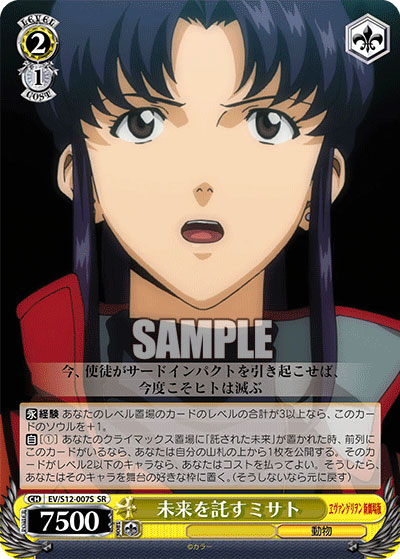 LEVEL
2
1
COST
SAMPLE
今、使徒がサードインパクトを引き起こせば、
今度こそヒトは滅ぶ
永 経験 あなたのレベル置場のカードのレベルの合計が3以上なら、このカー
ドのソウルを+1。
自 [①] あなたのクライマックス置場に「託された未来」が置かれた時、前列に
このカードがいるなら、あなたは自分の山札の上から1枚を公開する。その
カードがレベル2以下のキャラなら、あなたはコストを払ってよい。そうしたら、
あなたはそのキャラを舞台の好きな枠に置く。(そうしないなら元に戻す)
CH EV/S12-007S SR
POWER
7500
未来を託すミサト
ヱヴァンゲリヲン新劇場版
動物
©カラー